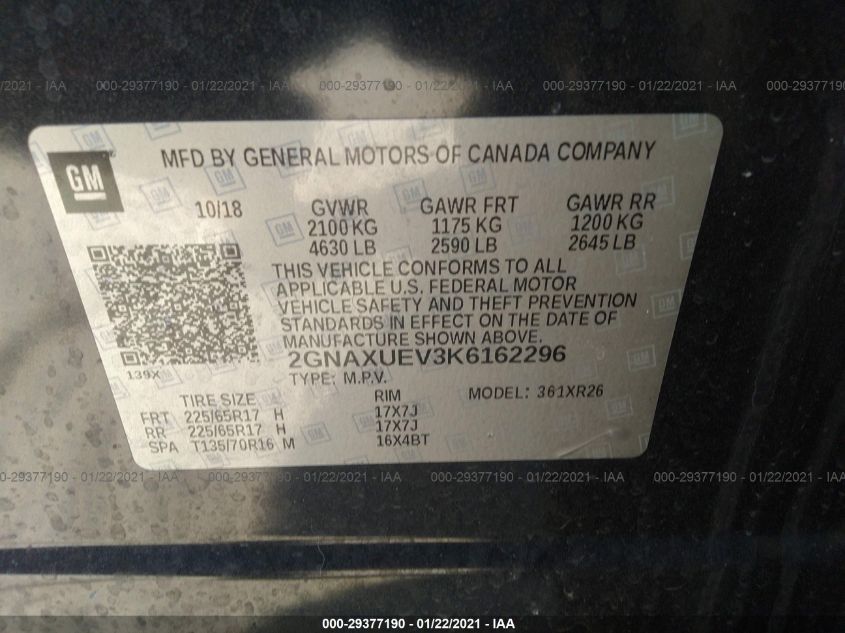 000-29377190 - 01/22/2021 - IAA
MFD BY GENERAL MOTORS OF CANADA COMPANY
GM
10/18 GVWR GAWR FRT GAWR RR
2100 KG 1175 KG 1200 KG
4630 LB 2590 LB 2645 LB
THIS VEHICLE CONFORMS TO ALL
APPLICABLE U.S. FEDERAL MOTOR
VEHICLE SAFETY AND THEFT PREVENTION
STANDARDS IN EFFECT ON THE DATE OF
MANUFACTURE SHOWN ABOVE.
2GNAXUEV3K6162296
139X
TYPE: M.P.V.
MODEL: 361XR26
TIRE SIZE RIM
FRT 225/65R17 H 17X7J
RR 225/65R17 H 17X7J
SPA T135/70R16 M 16X4BT
000-29377190 - 01/22/2021 - IAA
000-29377190 - 01/22/2021 - IAA